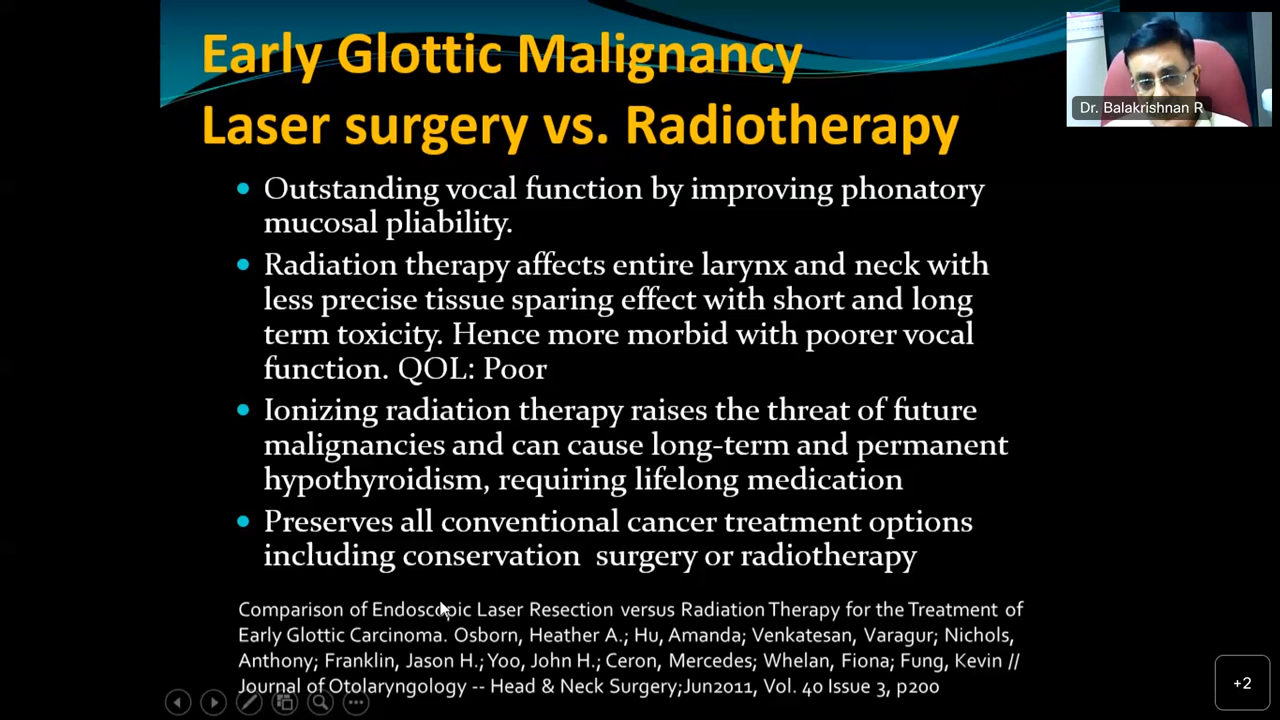 Early Glottic Malignancy
Laser surgery vs. Radiotherapy
Dr. Balakrishnan R
• Outstanding vocal function by improving phonatory
mucosal pliability.
• Radiation therapy affects entire larynx and neck with
less precise tissue sparing effect with short and long
term toxicity. Hence more morbid with poorer vocal
function. QOL: Poor
• Ionizing radiation therapy raises the threat of future
malignancies and can cause long-term and permanent
hypothyroidism, requiring lifelong medication
• Preserves all conventional cancer treatment options
including conservation surgery or radiotherapy
Comparison of Endoscopic Laser Resection versus Radiation Therapy for the Treatment of
Early Glottic Carcinoma. Osborn, Heather A.; Hu, Amanda; Venkatesan, Varagur; Nichols,
Anthony; Franklin, Jason H.; Yoo, John H.; Ceron, Mercedes; Whelan, Fiona; Fung, Kevin //
Journal of Otolaryngology -- Head & Neck Surgery;Jun2011, Vol. 40 Issue 3, p200
+2